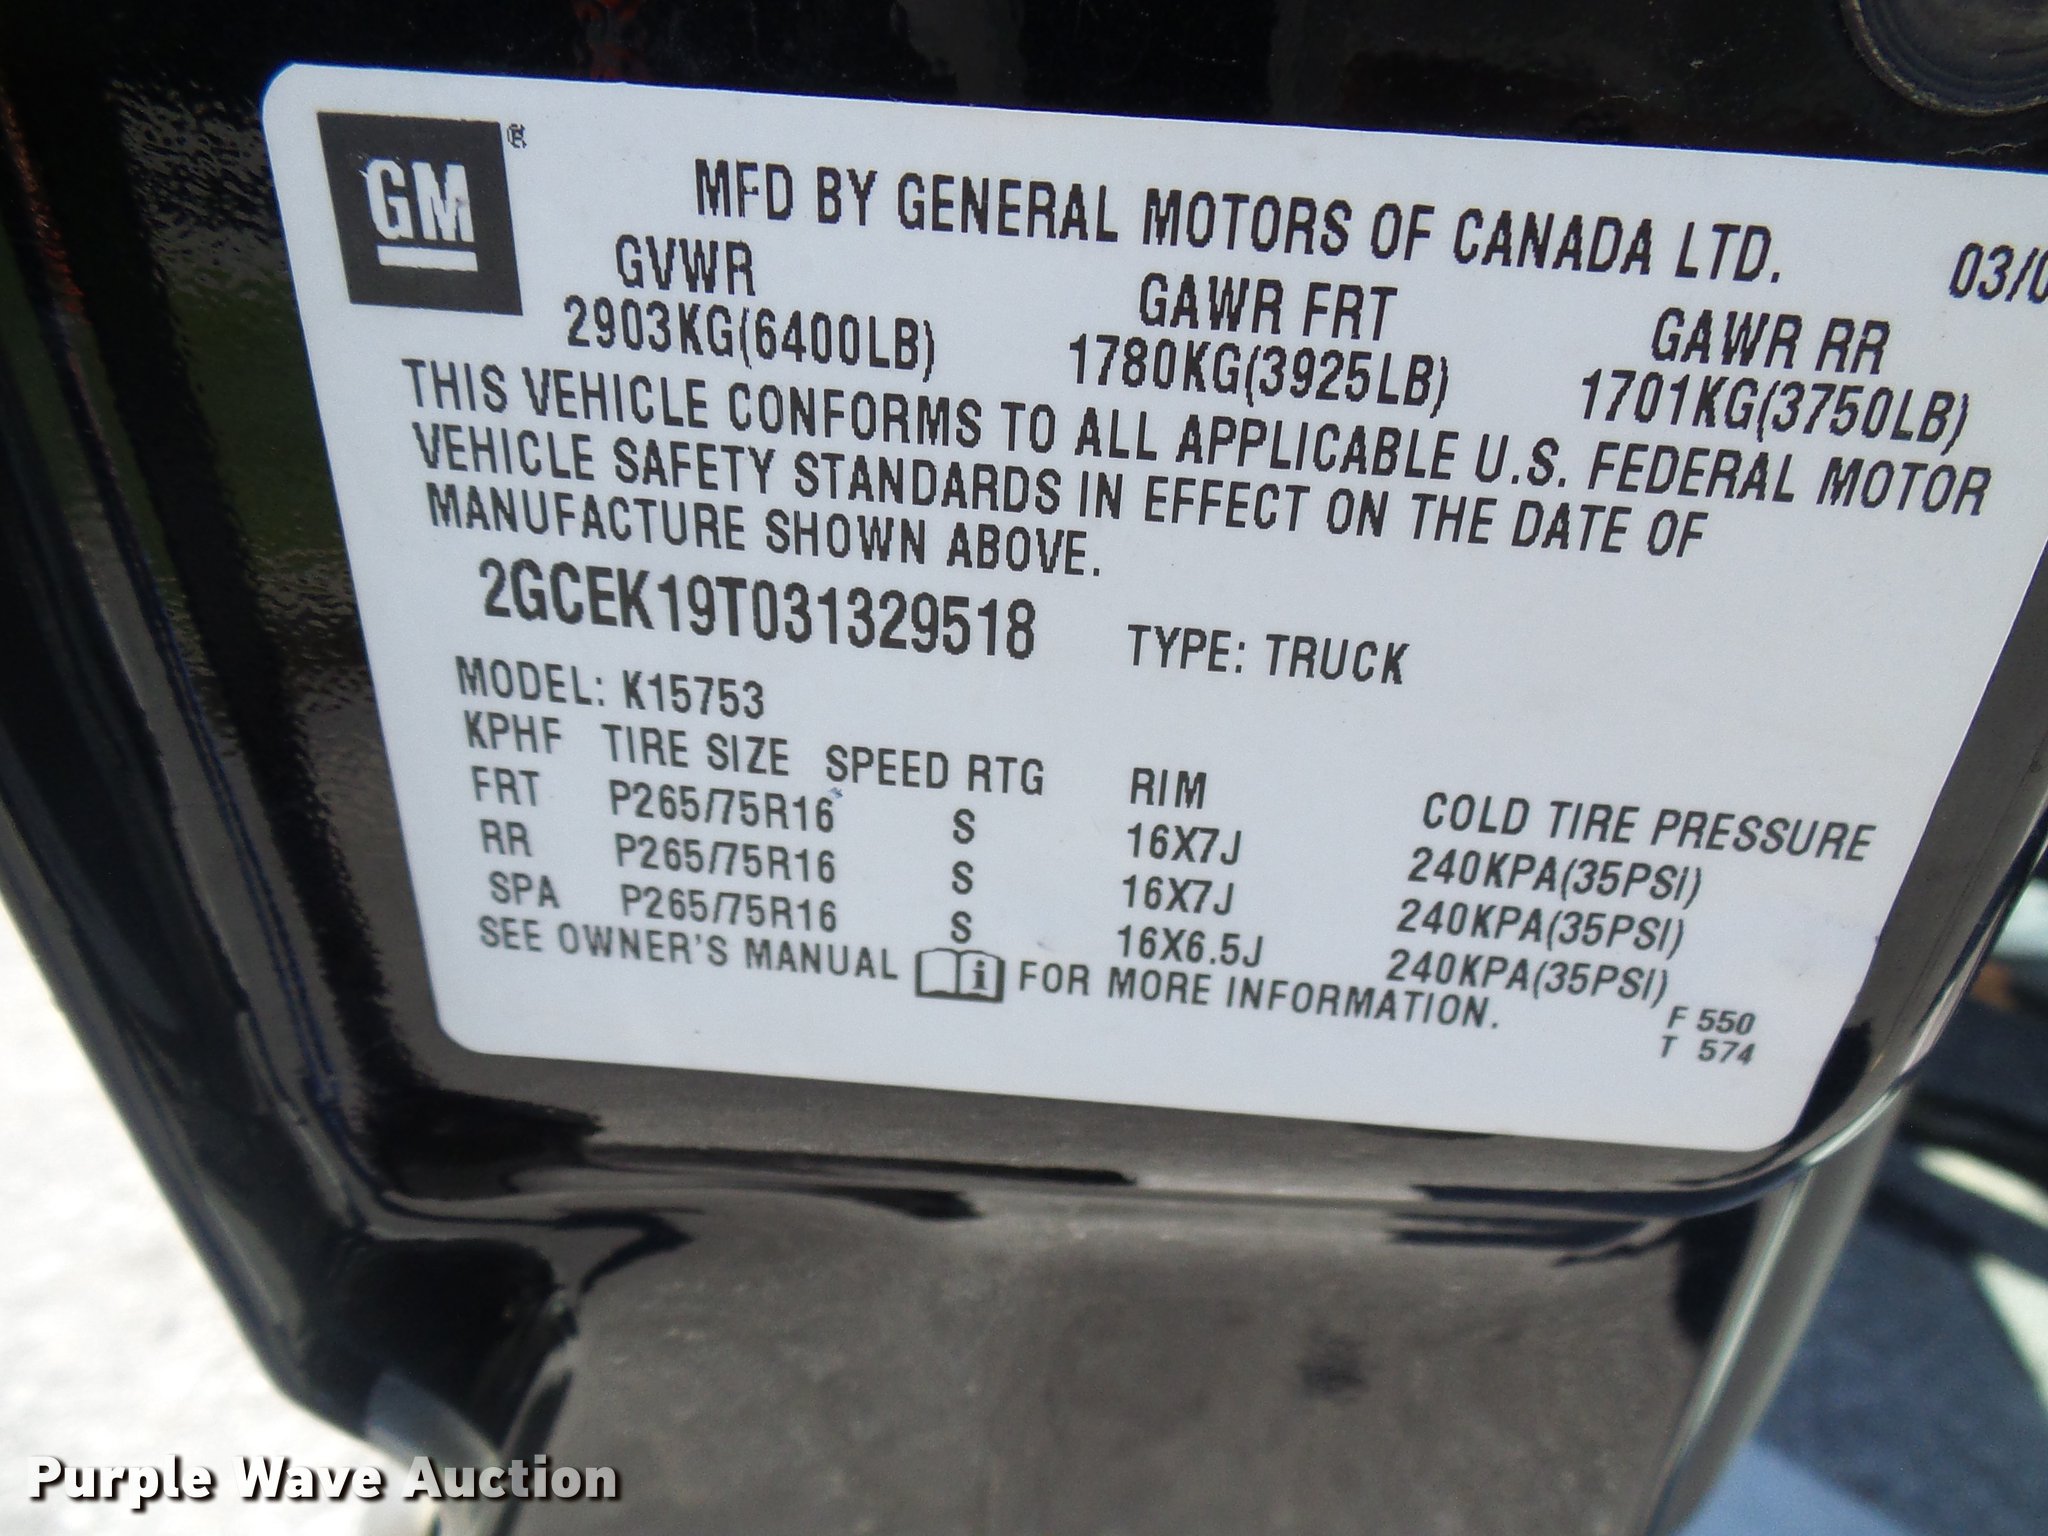 GM®
MFD BY GENERAL MOTORS OF CANADA LTD. 03/0
GVWR GAWR FRT GAWR RR
2903KG(6400LB) 1780KG(3925LB) 1701KG(3750LB)
THIS VEHICLE CONFORMS TO ALL APPLICABLE U.S. FEDERAL MOTOR
VEHICLE SAFETY STANDARDS IN EFFECT ON THE DATE OF
MANUFACTURE SHOWN ABOVE.
2GCEK19T031329518 TYPE: TRUCK
MODEL: K15753
KPHF TIRE SIZE SPEED RTG RIM COLD TIRE PRESSURE
FRT P265/75R16 S 16X7J 240KPA(35PSI)
RR P265/75R16 S 16X7J 240KPA(35PSI)
SPA P265/75R16 S 16X6.5J 240KPA(35PSI)
SEE OWNER'S MANUAL i FOR MORE INFORMATION.
F 550
T 574
Purple Wave Auction